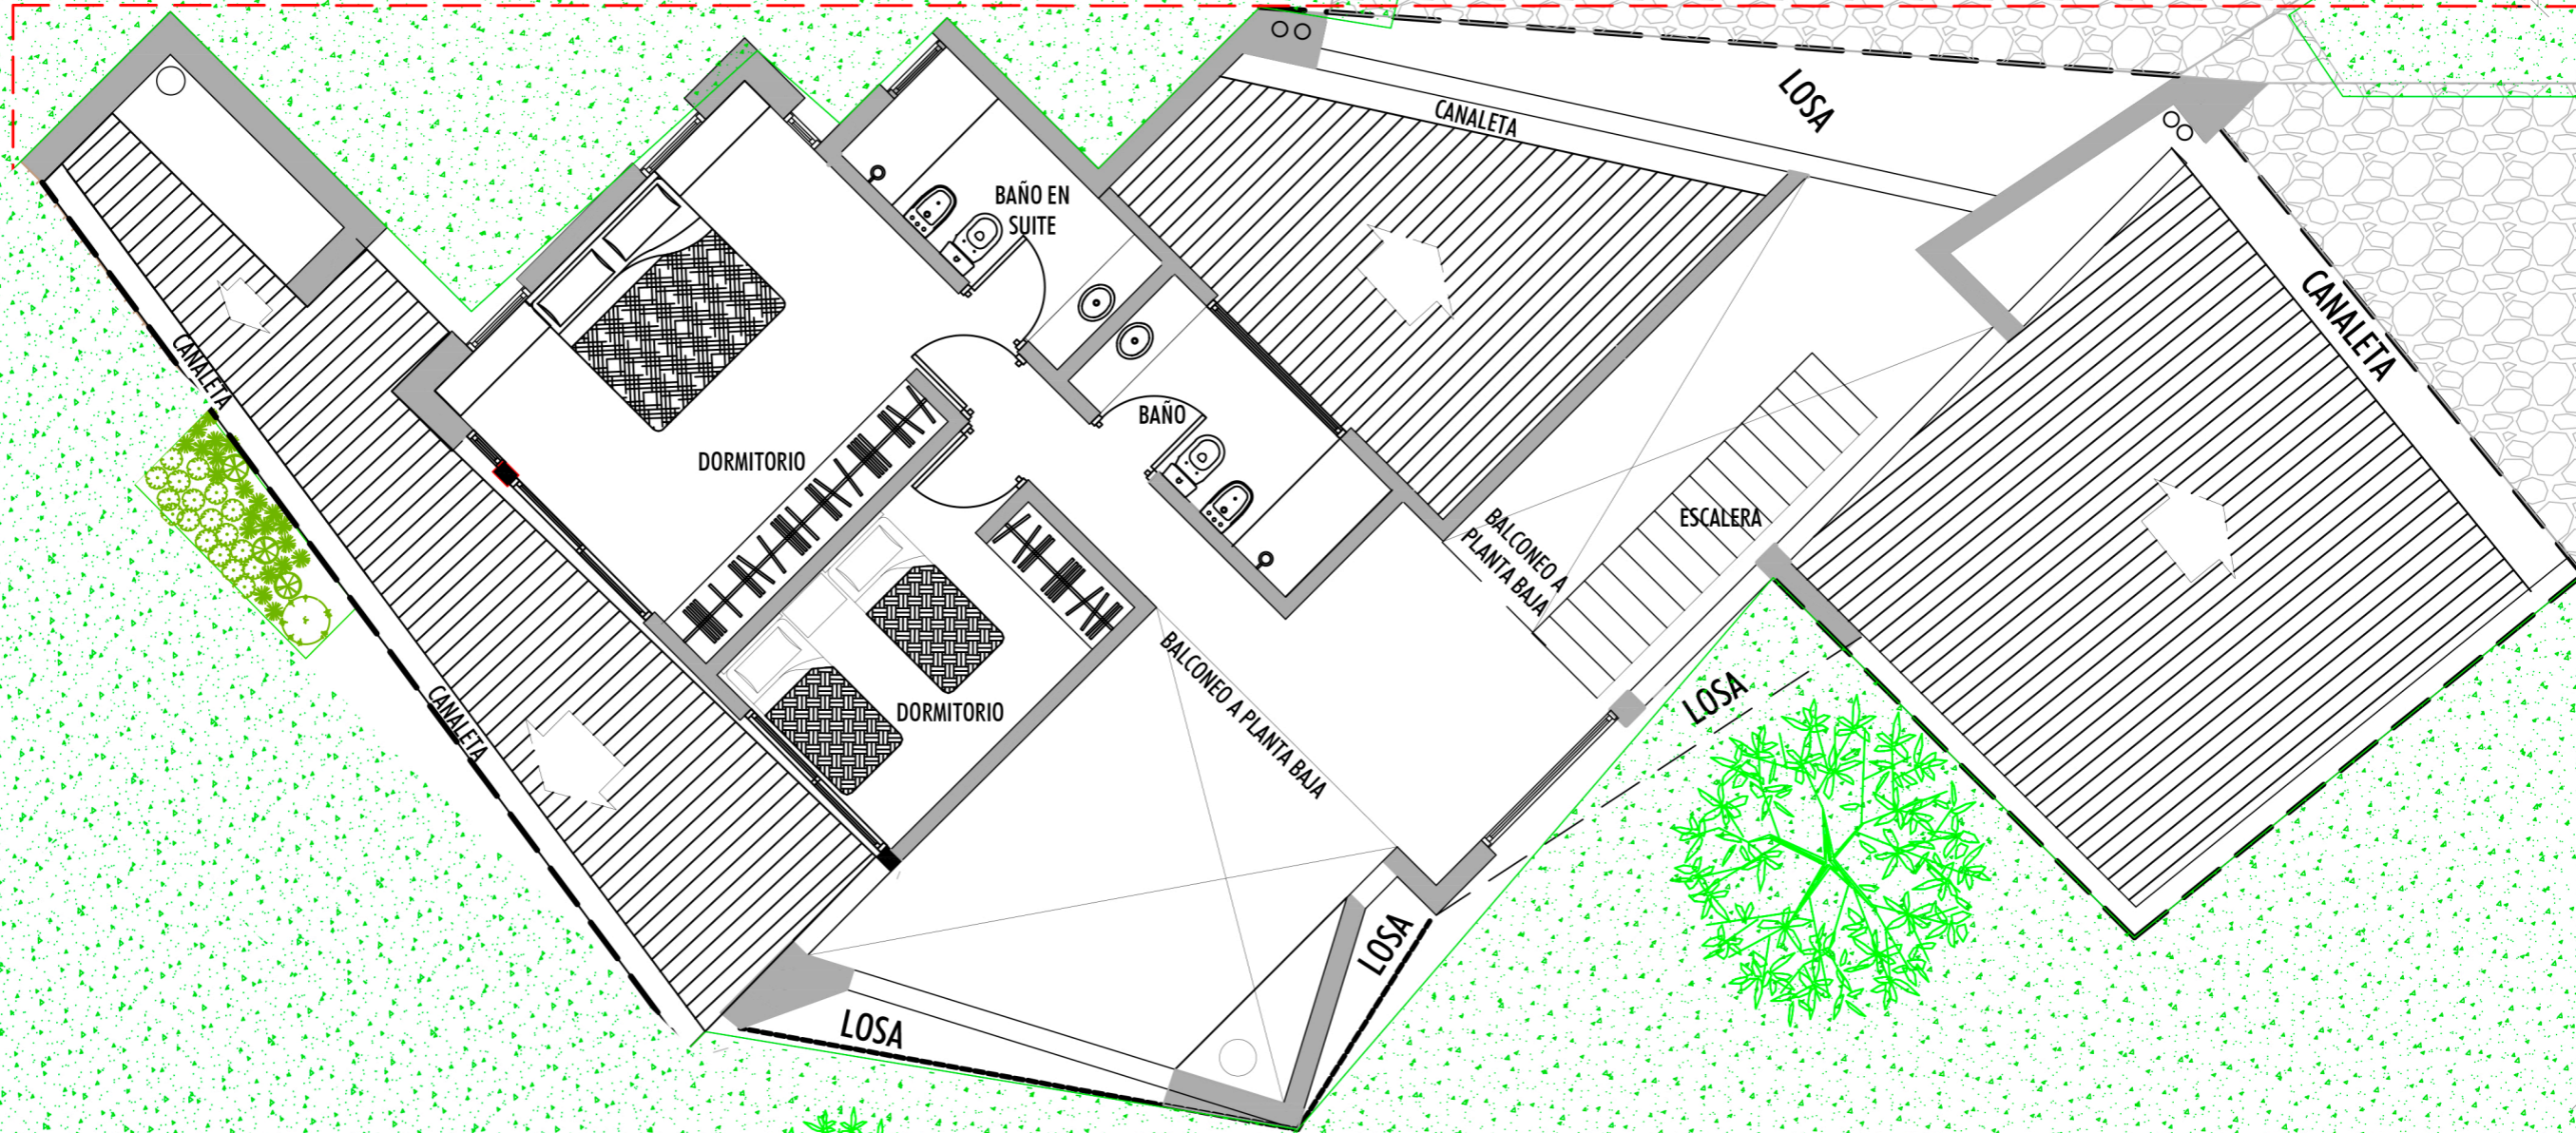 LOSA
CANALETA
BAÑO EN
SUITE
CANALETA
CANALETA
BAÑO
DORMITORIO
ESCALERA
BALCONEO A
PLANTA BAJA
LOSA
CANALETA
DORMITORIO
BALCONEO A PLANTA BAJA
LOSA
LOSA